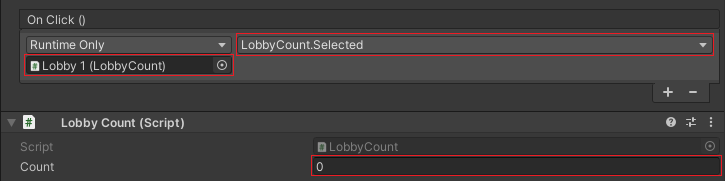 On Click ()
Runtime Only LobbyCount.Selected
Lobby 1 (LobbyCount)
Lobby Count (Script)
Script LobbyCount
Count 0